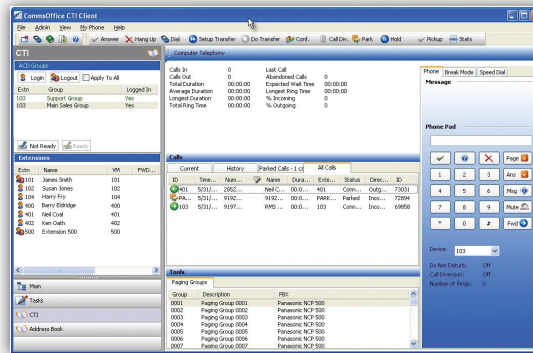 CommsOffice CTI Client
File Admin View My Phone Help
Answer Hang Up Dial Setup Transfer Do Transfer Conf. Call Div. Park Hold Pickup Stats
CTI
ACD Groups
Login Logout Apply To All
Extn Group Logged In
103 Support Group Yes
103 Main Sales Group Yes
Not Ready Ready
Extensions
Extn Name VM FWD...
101 James Smith 101
102 Susan Jones 102
104 Harry Fry 104
400 Barry Eldridge 400
401 Neil Coal 401
402 Ken Oath 402
500 Extension 500 500
Main
Tasks
CTI
Address Book
Computer Telephony
Calls In 0 Last Call
Calls Out 0 Abandoned Calls 0
Total Duration 00:00:00 Expected Wait Time 00:00:00
Average Duration 00:00:00 Longest Ring Time 00:00:00
Longest Duration 00:00:00 % Incoming 0
Total Ring Time 00:00:00 % Outgoing 0
Calls
Current History Parked Calls - 1 ca All Calls
ID Time... Num... Name Dura... Exte... Status Direc... ID
401 5/31/... 2852... Neil C... 00:0... 401 Conn... Outg... 73031
PA... 5/31/... 9192... 9192... 00:0... PARK... Parked Inco... 72894
103 5/31/... 9197... RMS ... 00:0... 103 Conn... Inco... 69858
Tools
Paging Groups
Group Description PBX
0001 Paging Group 0001 Panasonic NCP 500
0002 Paging Group 0002 Panasonic NCP 500
0003 Paging Group 0003 Panasonic NCP 500
0004 Paging Group 0004 Panasonic NCP 500
0005 Paging Group 0005 Panasonic NCP 500
0006 Paging Group 0006 Panasonic NCP 500
0007 Paging Group 0007 Panasonic NCP 500
Phone Break Mode Speed Dial
Message
Phone Pad
Page
1 2 3 Ans
4 5 6 Msg
7 8 9 Mute
* 0 # Fwd
Device 103
Do Not Disturb: Off
Call Diversion: Off
Number of Rings: 0